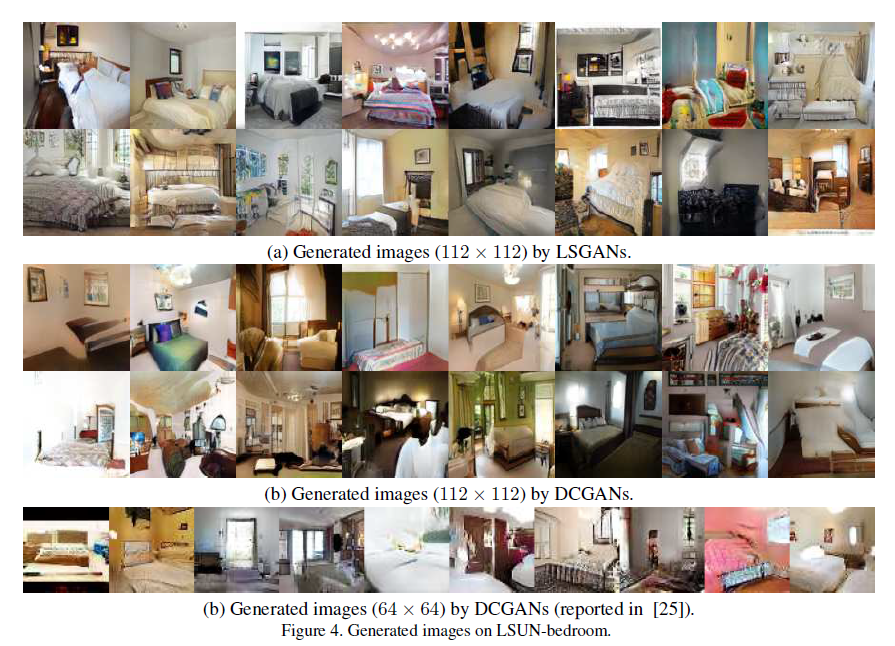 (a) Generated images (112 × 112) by LSGANs.
(b) Generated images (112 × 112) by DCGANs.
(b) Generated images (64 × 64) by DCGANs (reported in [25]).
Figure 4. Generated images on LSUN-bedroom.